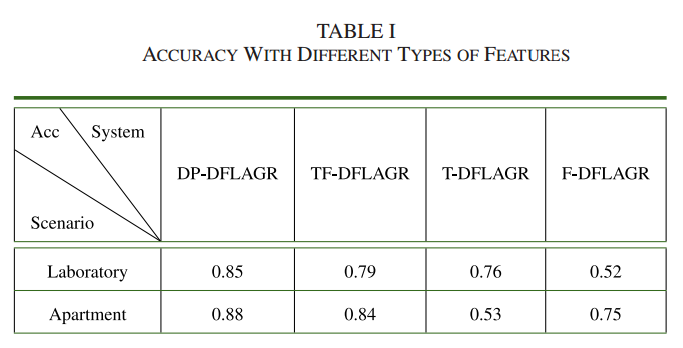 TABLE I
ACCURACY WITH DIFFERENT TYPES OF FEATURES
Acc System
Scenario
DP-DFLAGR TF-DFLAGR T-DFLAGR F-DFLAGR
Laboratory 0.85 0.79 0.76 0.52
Apartment 0.88 0.84 0.53 0.75